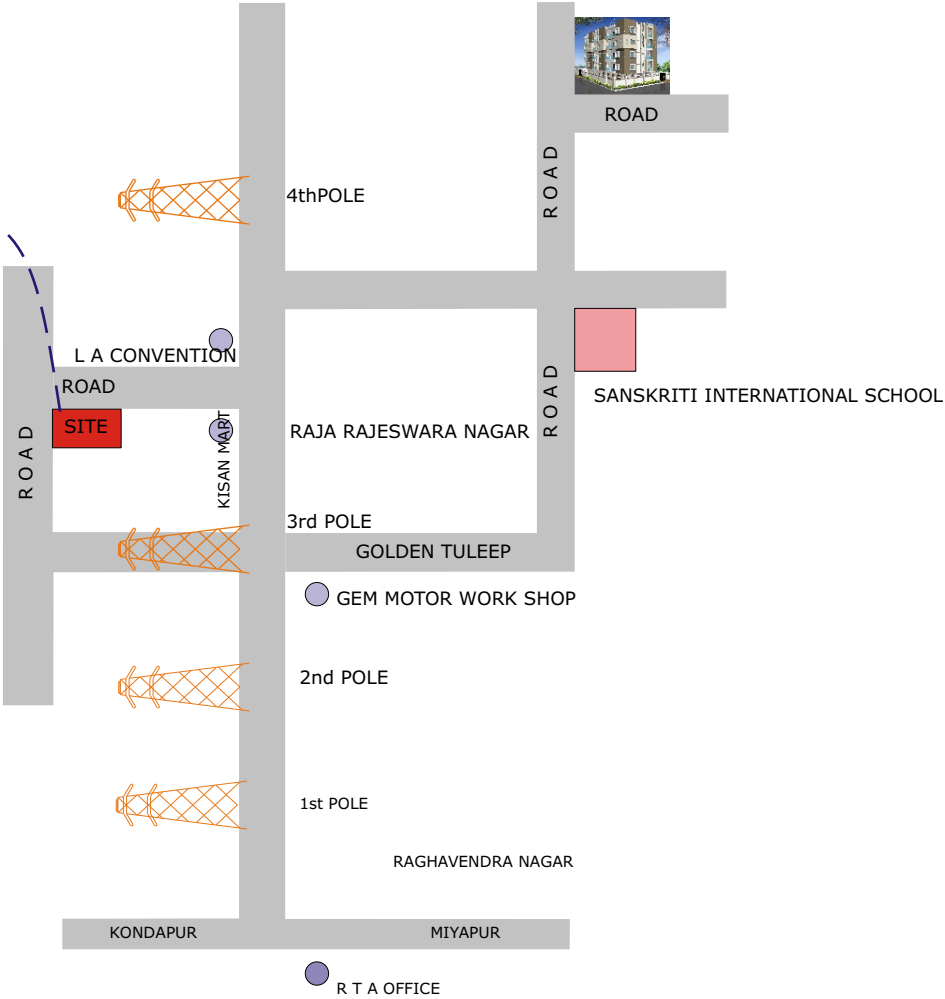 ROAD
R O A D
4thPOLE
L A CONVENTION
ROAD
R O A D
SANSKRITI INTERNATIONAL SCHOOL
SITE
KISAN MART
RAJA RAJESWARA NAGAR
R O A D
3rd POLE
GOLDEN TULEEP
GEM MOTOR WORK SHOP
2nd POLE
1st POLE
RAGHAVENDRA NAGAR
KONDAPUR
MIYAPUR
R T A OFFICE